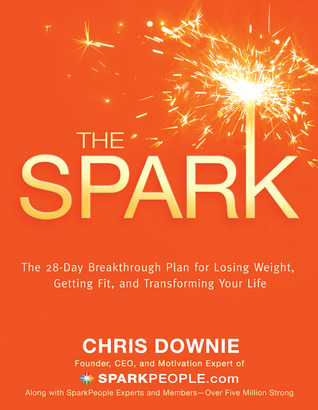 THE
SPARK
The 28-Day Breakthrough Plan for Losing Weight,
Getting Fit, and Transforming Your Life
CHRIS DOWNIE
Founder, CEO, and Motivation Expert of
SPARKPEOPLE.com
Along with SparkPeople Experts and Members—Over Five Million Strong